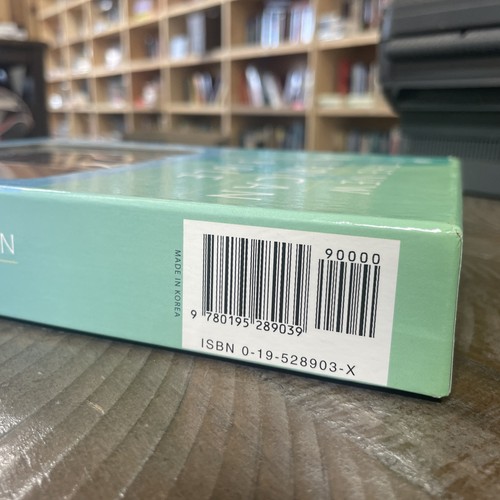 N
MADE IN KOREA
90000
9 780195 289039
ISBN 0-19-528903-X